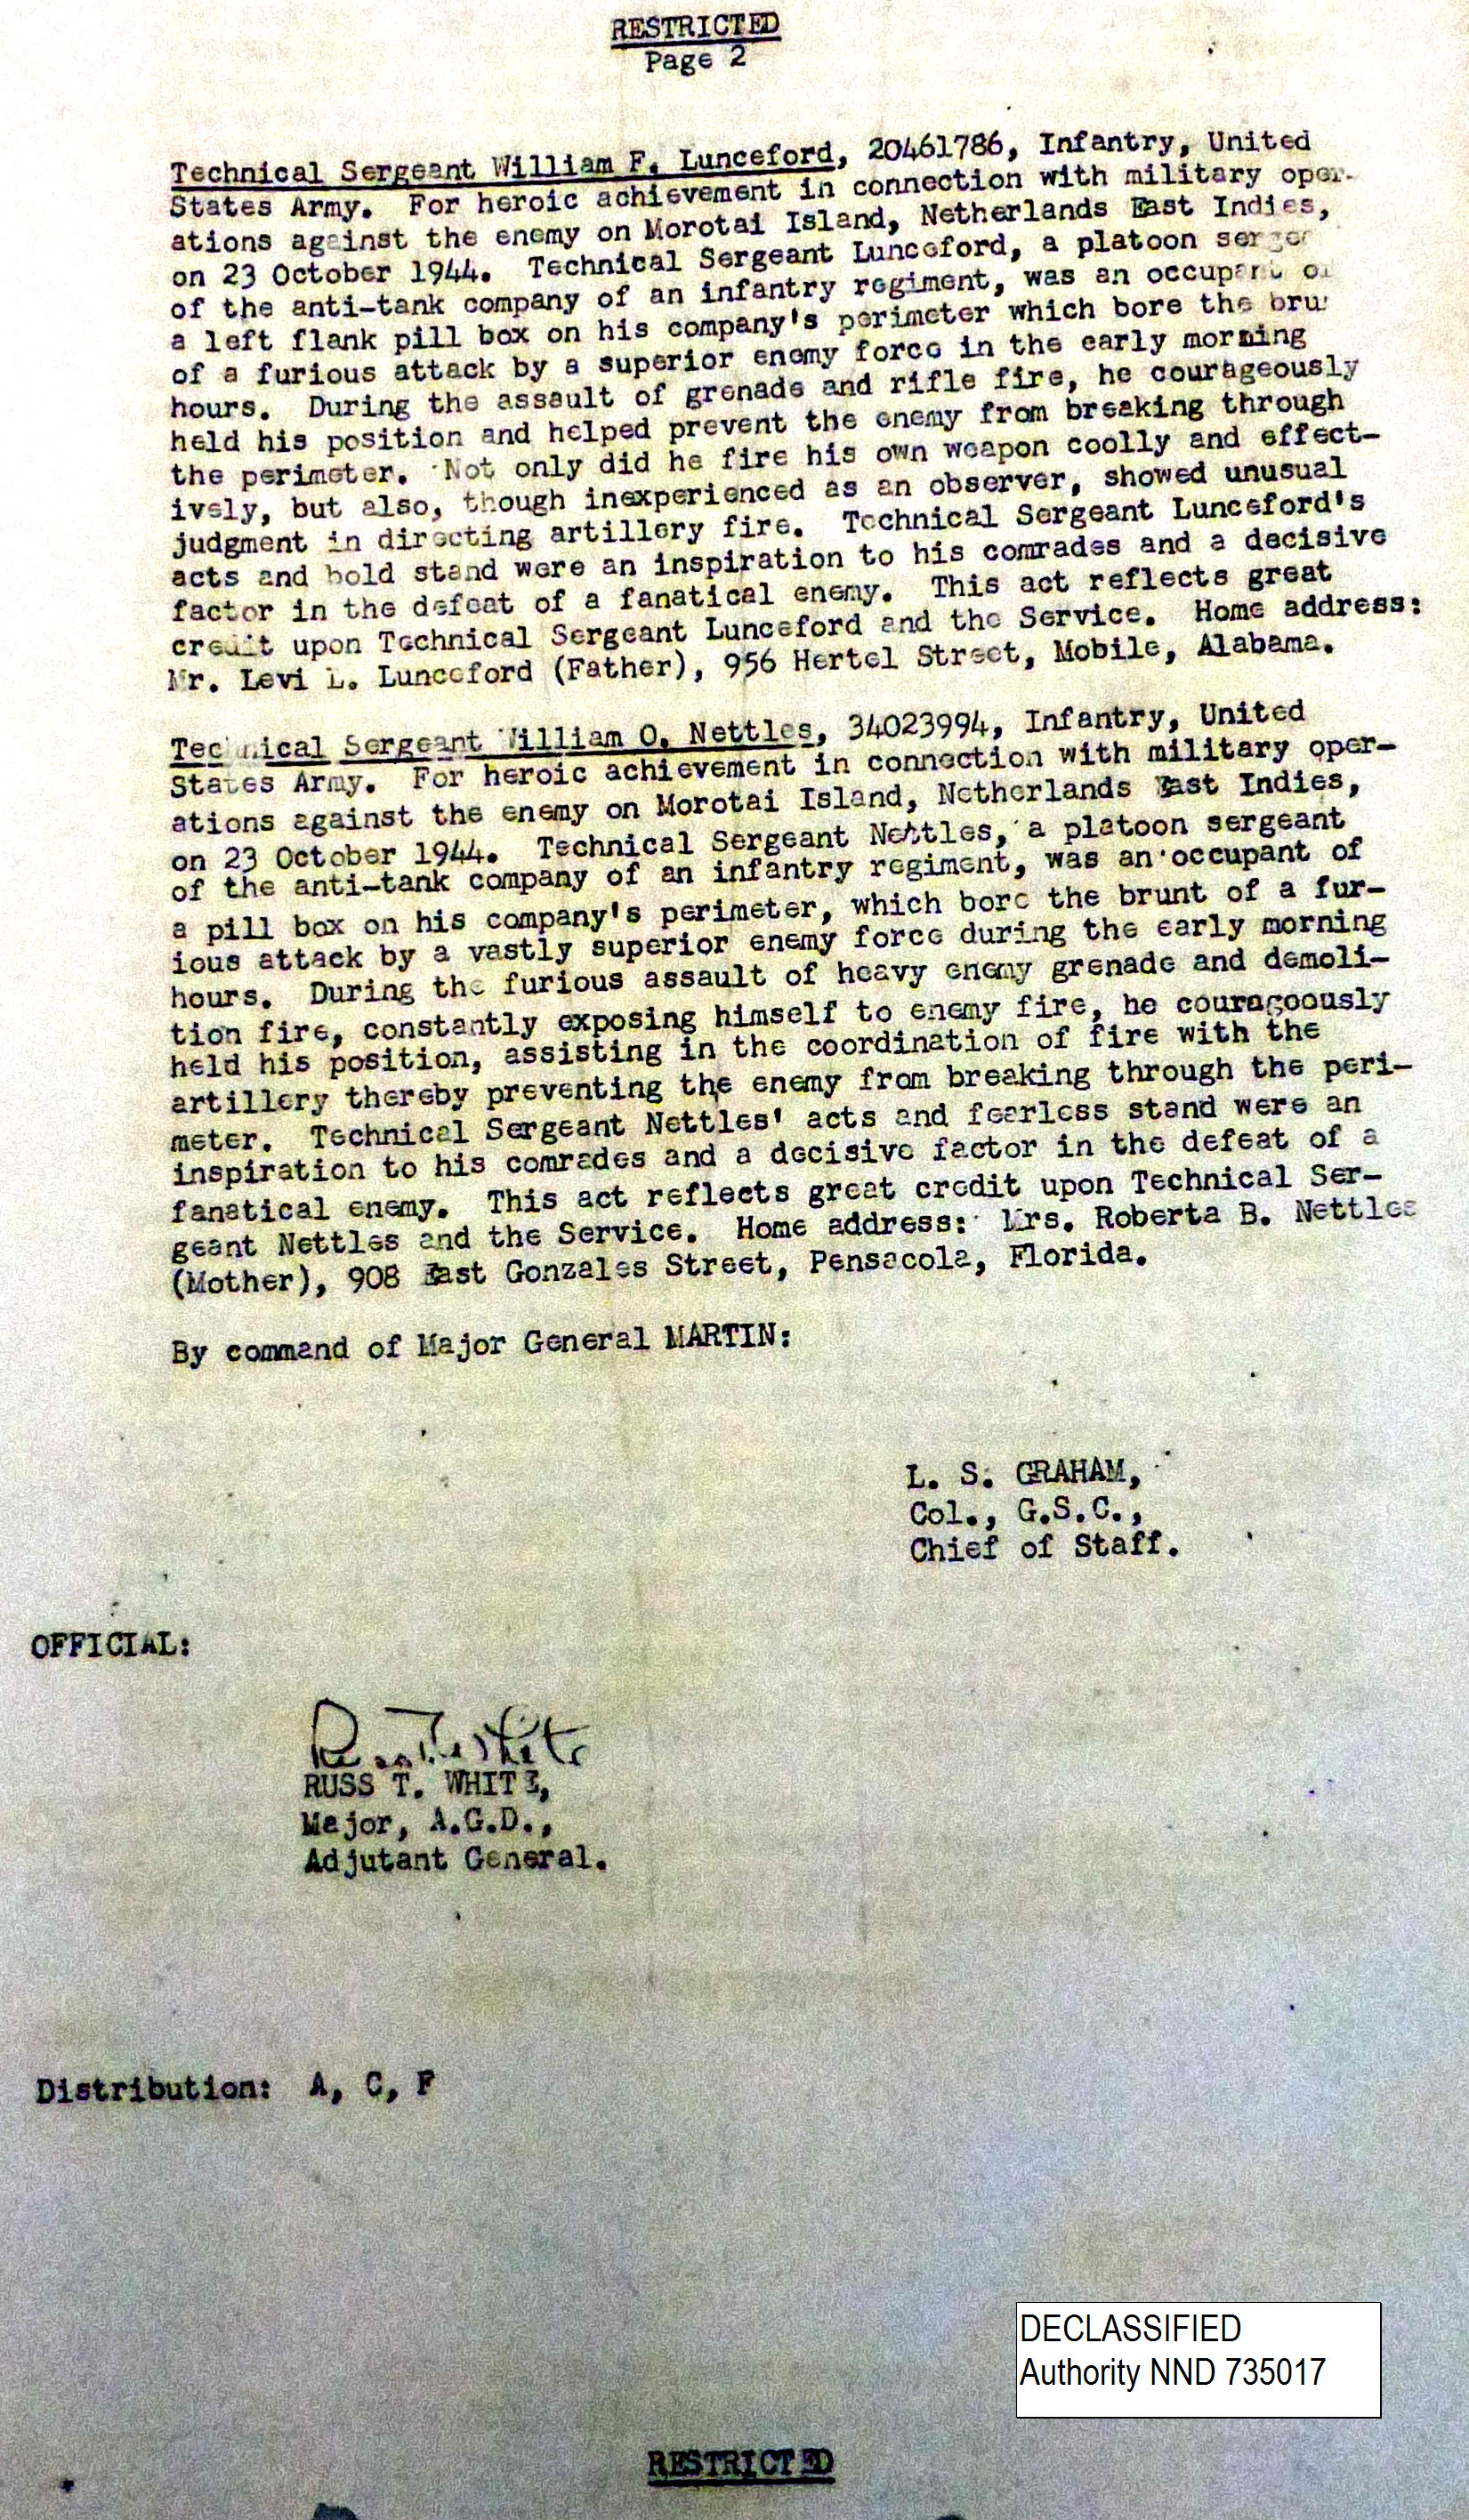 RESTRICTED
Page 2
Technical Sergeant William F. Lunceford, 20461786, Infantry, United
States Army. For heroic achievement in connection with military oper-
ations against the enemy on Morotai Island, Netherlands East Indies,
on 23 October 1944. Technical Sergeant Lunceford, a platoon
of the anti-tank company of an infantry regiment, was an occupant
a left flank pill box on his company's perimeter which bore the
of a furious attack by a superior enemy force in the early morning
hours. During the assault of grenade and rifle fire, he courageously
held his position and helped prevent the enemy from breaking through
the perimeter. Not only did he fire his own weapon coolly and effect-
ively, but also, though inexperienced as an observer, showed unusual
judgment in directing artillery fire. Technical Sergeant Lunceford's
acts and bold stand were an inspiration to his comrades and a decisive
factor in the defeat of a fanatical enemy. This act reflects great
credit upon Technical Sergeant Lunceford and the Service. Home address:
Mr. Levi L. Lunceford (Father), 956 Hertel Street, Mobile, Alabama.
Technical Sergeant William O. Nettles, 34023994, Infantry, United
States Army. For heroic achievement in connection with military oper-
ations against the enemy on Morotai Island, Netherlands East Indies,
on 23 October 1944. Technical Sergeant Nettles, a platoon sergeant
of the anti-tank company of an infantry regiment, was an occupant of
a pill box on his company's perimeter, which bore the brunt of a fur-
ious attack by a vastly superior enemy force during the early morning
hours. During the furious assault of heavy enemy grenade and demoli-
tion fire, constantly exposing himself to enemy fire, he courageously
held his position, assisting in the coordination of fire with the
artillery thereby preventing the enemy from breaking through the peri-
meter. Technical Sergeant Nettles' acts and fearless stand were an
inspiration to his comrades and a decisive factor in the defeat of a
fanatical enemy. This act reflects great credit upon Technical Ser-
geant Nettles and the Service. Home address: Mrs. Roberta B. Nettles
(Mother), 908 East Gonzales Street, Pensacola, Florida.
By command of Major General MARTIN:
L. S. GRAHAM,
Col., G.S.C.,
Chief of Staff.
OFFICIAL:
Russ T. White
RUSS T. WHITE,
Major, A.G.D.,
Adjutant General.
Distribution: A, C, F
DECLASSIFIED
Authority NND 735017
RESTRICTED